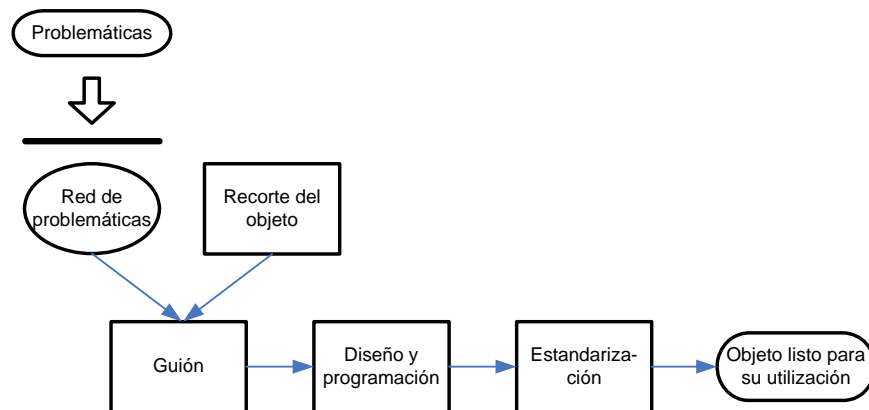 Problemáticas
Red de
problemáticas
Recorte del
objeto
Guión
Diseño y
programación
Estandariza-
ción
Objeto listo para
su utilización